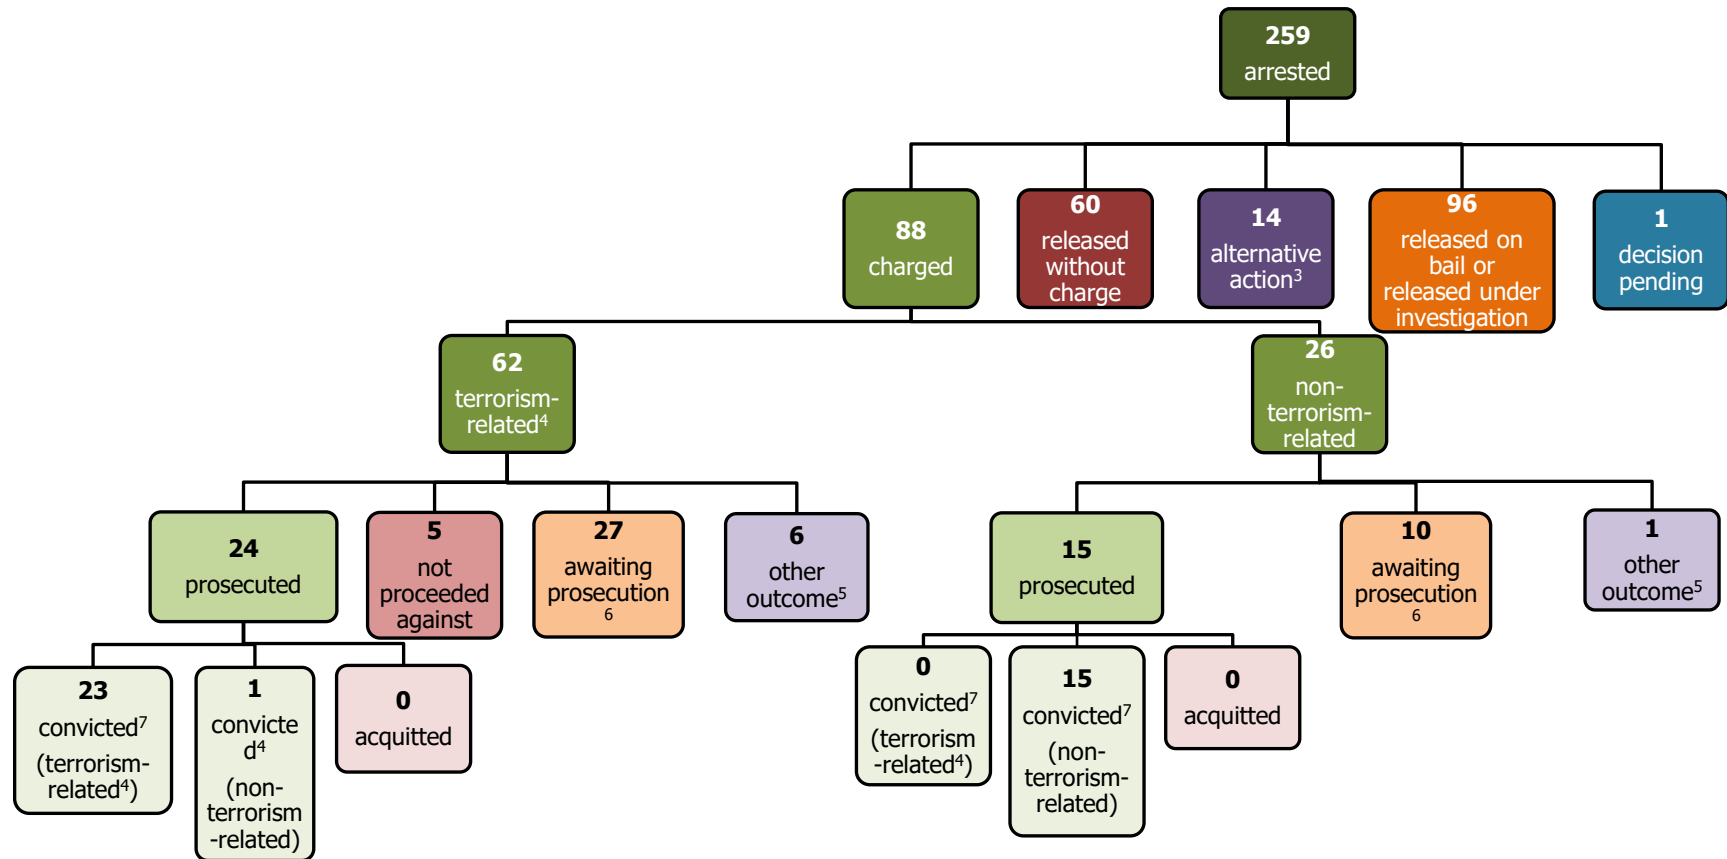 259
arrested
88
charged
60
released
without
charge
14
alternative
action³
96
released on
bail or
released under
investigation
1
decision
pending
62
terrorism-
related⁴
26
non-
terrorism-
related
24
prosecuted
5
not
proceeded
against
27
awaiting
prosecution
6
6
other
outcome⁵
15
prosecuted
10
awaiting
prosecution
6
1
other
outcome⁵
23
convicted⁷
(terrorism-
related⁴)
1
convicte
d⁴
(non-
terrorism
-related)
0
acquitted
0
convicted⁷
(terrorism
-related⁴)
15
convicted⁷
(non-
terrorism-
related)
0
acquitted